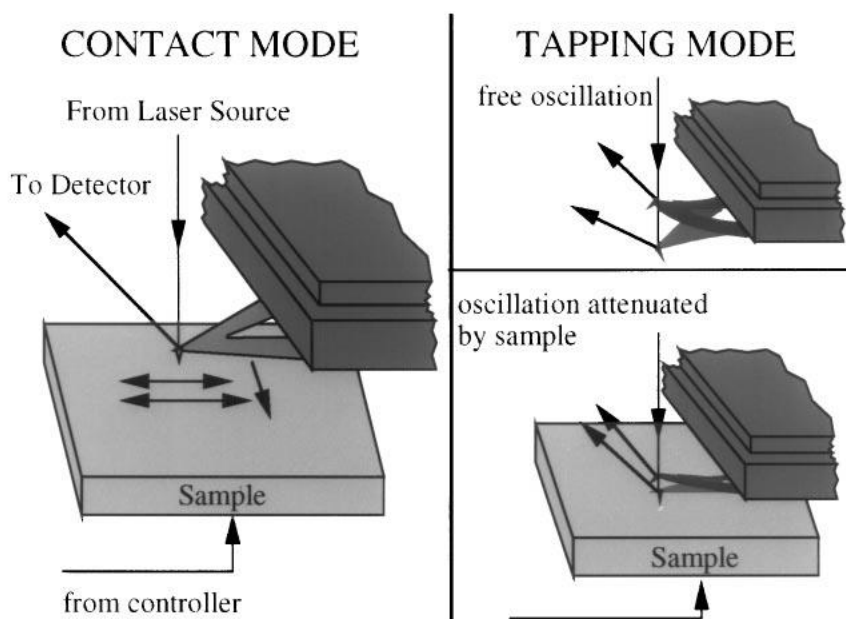 CONTACT MODE
From Laser Source
To Detector
Sample
from controller
TAPPING MODE
free oscillation
oscillation attenuated
by sample
Sample